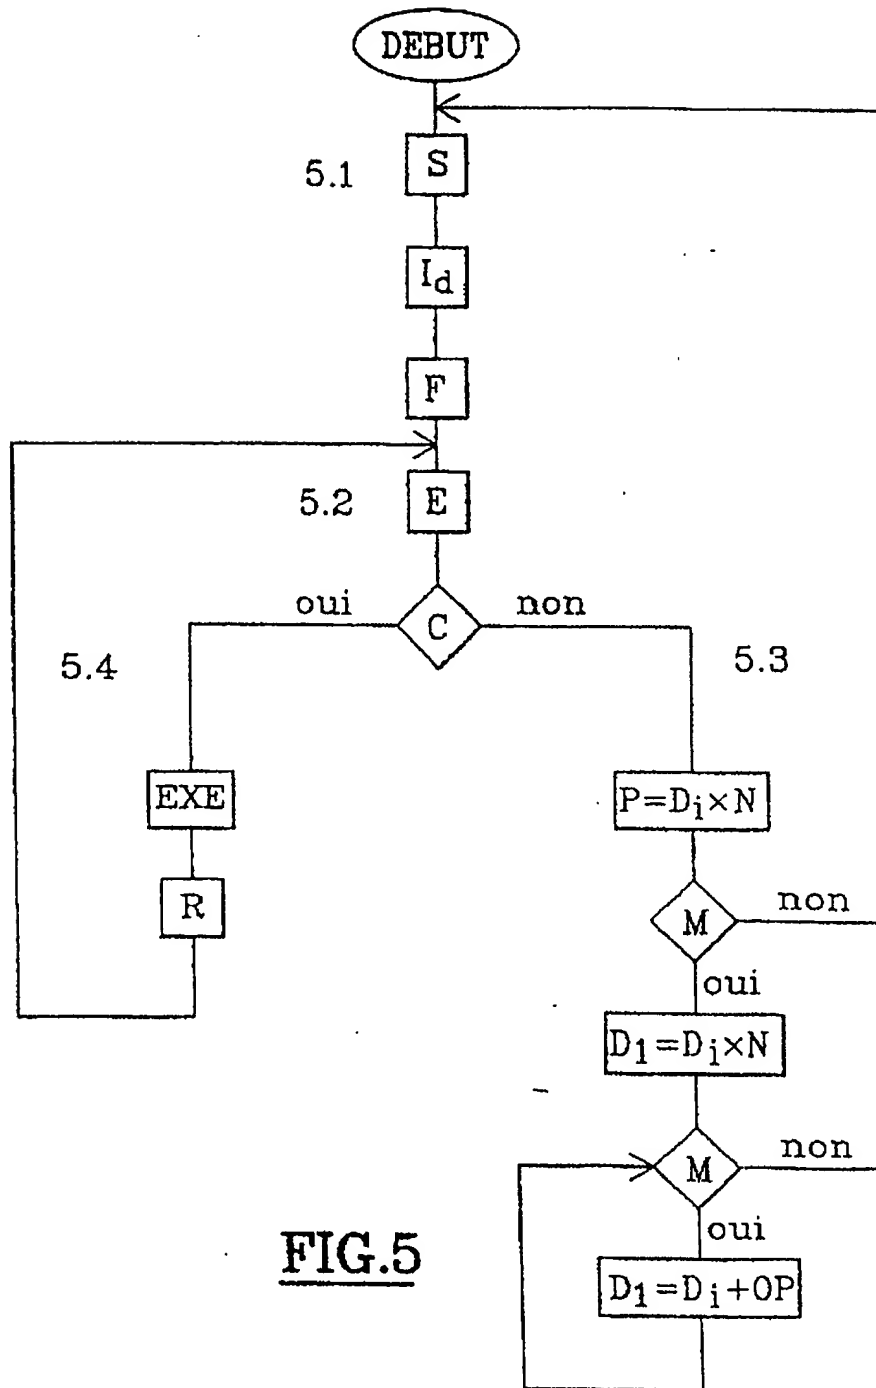 DEBUT
5.1 S
Id
F
5.2 E
oui C non
5.4 5.3
EXE P=Di×N
R M non
oui
D1=Di×N
M non
oui
FIG.5
D1=Di+OP